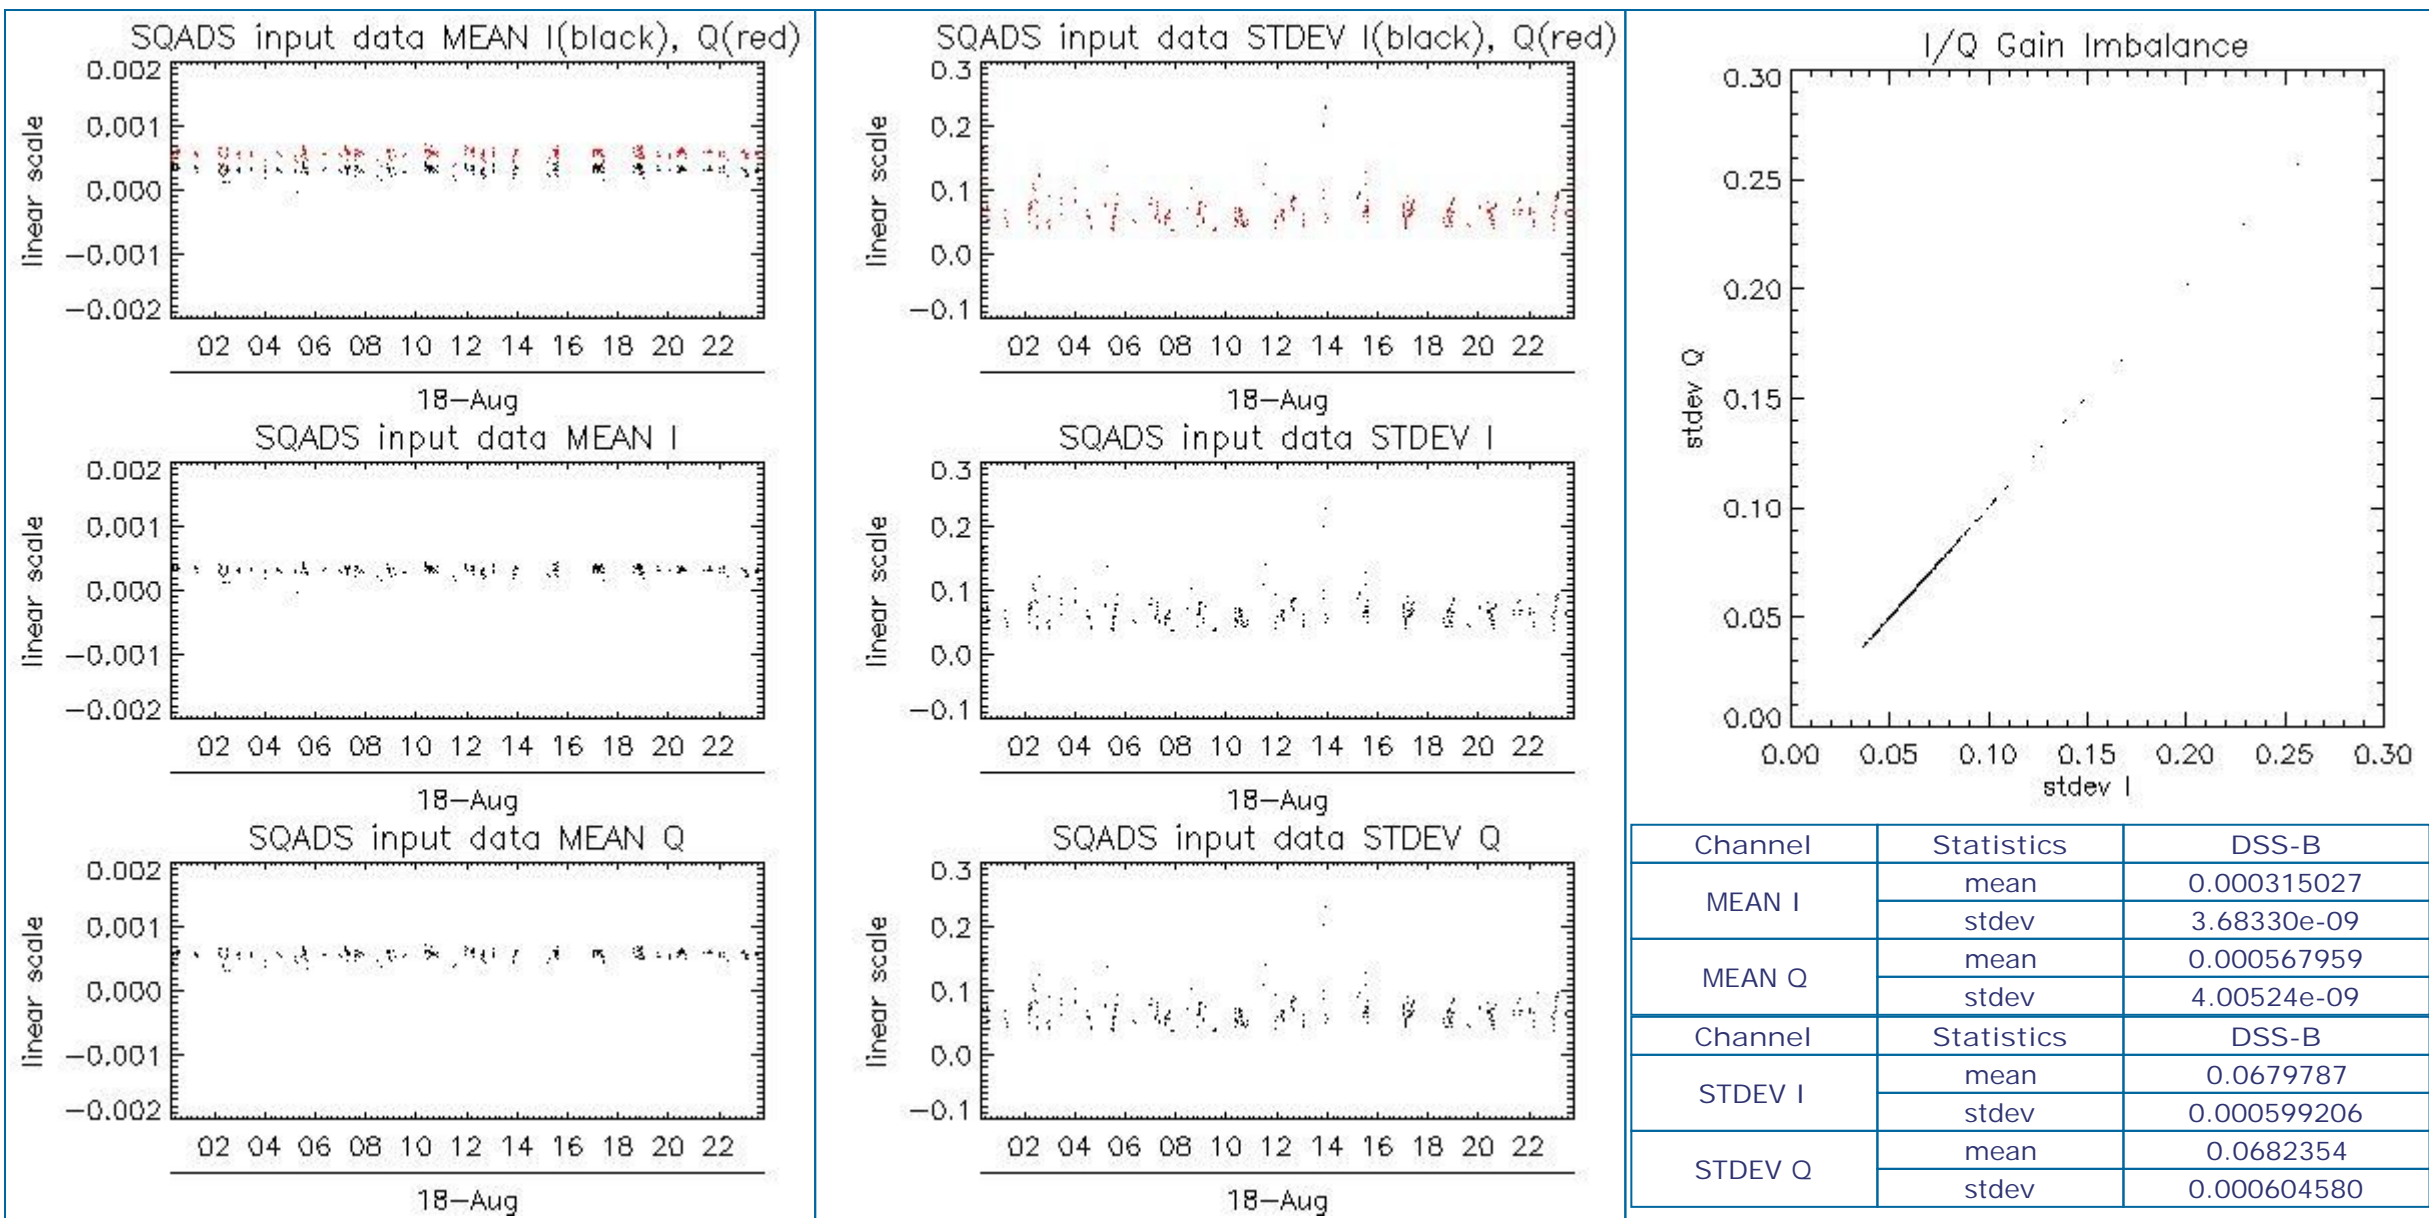 SQADS input data MEAN I(black), Q(red)
0.002
0.001
0.000
−0.001
−0.002
linear scale
02 04 06 08 10 12 14 16 18 20 22
18−Aug
SQADS input data MEAN I
0.002
0.001
0.000
−0.001
−0.002
linear scale
02 04 06 08 10 12 14 16 18 20 22
18−Aug
SQADS input data MEAN Q
0.002
0.001
0.000
−0.001
−0.002
linear scale
02 04 06 08 10 12 14 16 18 20 22
18−Aug
SQADS input data STDEV I(black), Q(red)
0.3
0.2
0.1
0.0
−0.1
linear scale
02 04 06 08 10 12 14 16 18 20 22
18−Aug
SQADS input data STDEV I
0.3
0.2
0.1
0.0
−0.1
linear scale
02 04 06 08 10 12 14 16 18 20 22
18−Aug
SQADS input data STDEV Q
0.3
0.2
0.1
0.0
−0.1
linear scale
02 04 06 08 10 12 14 16 18 20 22
18−Aug
I/Q Gain Imbalance
0.30
0.25
0.20
0.15
0.10
0.05
0.00
stdev Q
0.00 0.05 0.10 0.15 0.20 0.25 0.30
stdev I
Channel Statistics DSS-B
MEAN I mean 0.000315027
stdev 3.68330e-09
MEAN Q mean 0.000567959
stdev 4.00524e-09
Channel Statistics DSS-B
STDEV I mean 0.0679787
stdev 0.000599206
STDEV Q mean 0.0682354
stdev 0.000604580